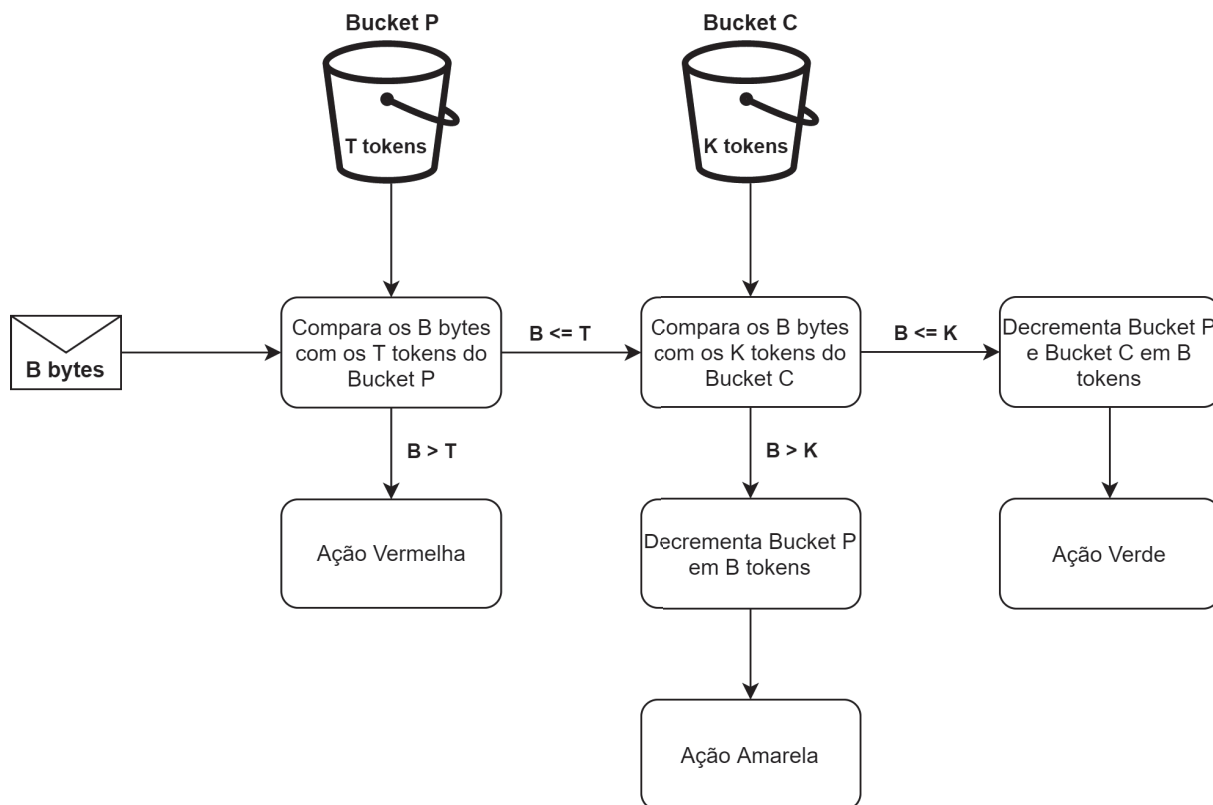 Bucket P
Bucket C
T tokens
K tokens
B bytes
Compara os B bytes
com os T tokens do
Bucket P
B <= T
Compara os B bytes
com os K tokens do
Bucket C
B <= K
Decrementa Bucket P
e Bucket C em B
tokens
B > T
B > K
Ação Vermelha
Decrementa Bucket P
em B tokens
Ação Verde
Ação Amarela